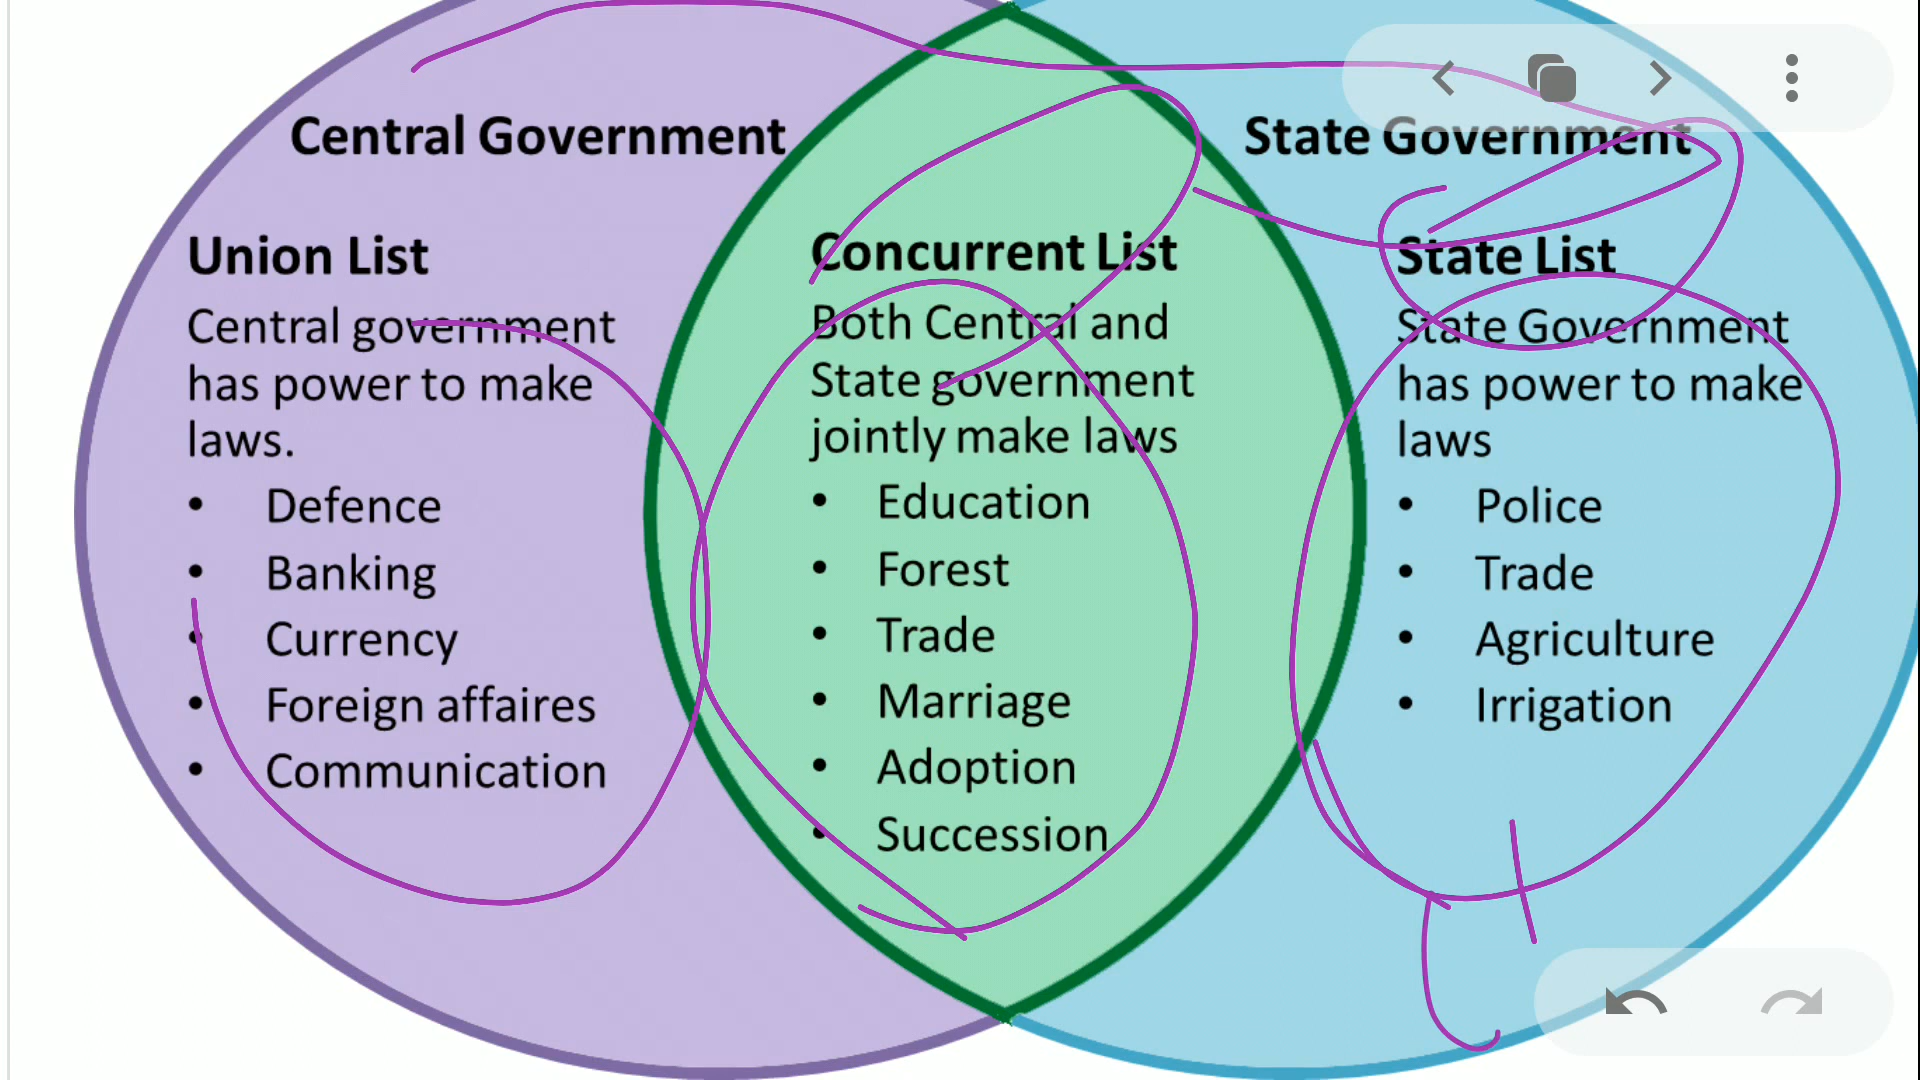 Central Government
State Government
Union List
Central government
has power to make
laws.
• Defence
• Banking
• Currency
• Foreign affaires
• Communication
Concurrent List
Both Central and
State government
jointly make laws
• Education
• Forest
• Trade
• Marriage
• Adoption
• Succession
State List
State Government
has power to make
laws
• Police
• Trade
• Agriculture
• Irrigation